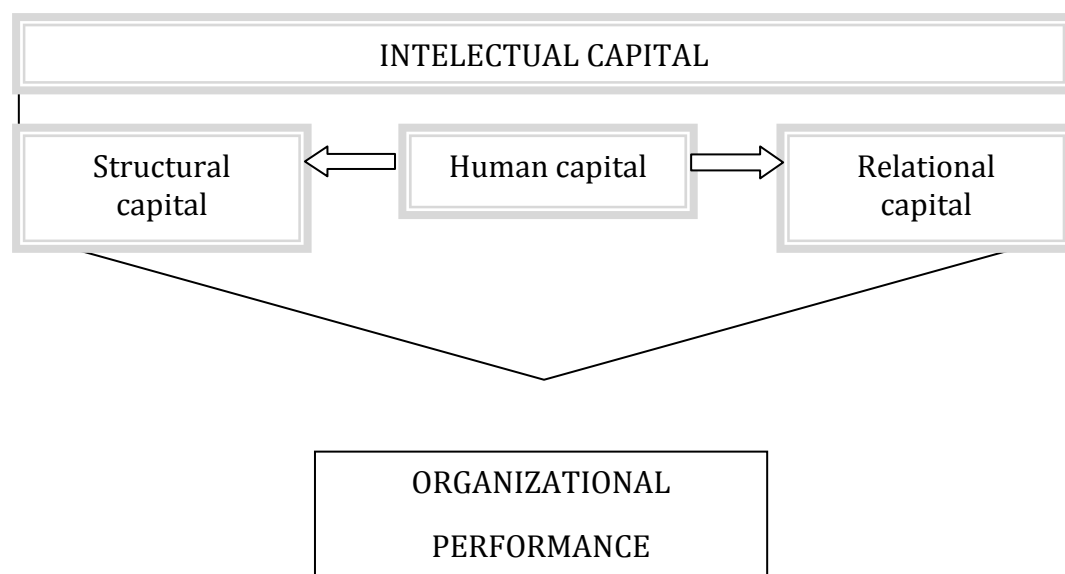 INTELECTUAL CAPITAL
Structural
capital
Human capital
Relational
capital
ORGANIZATIONAL
PERFORMANCE